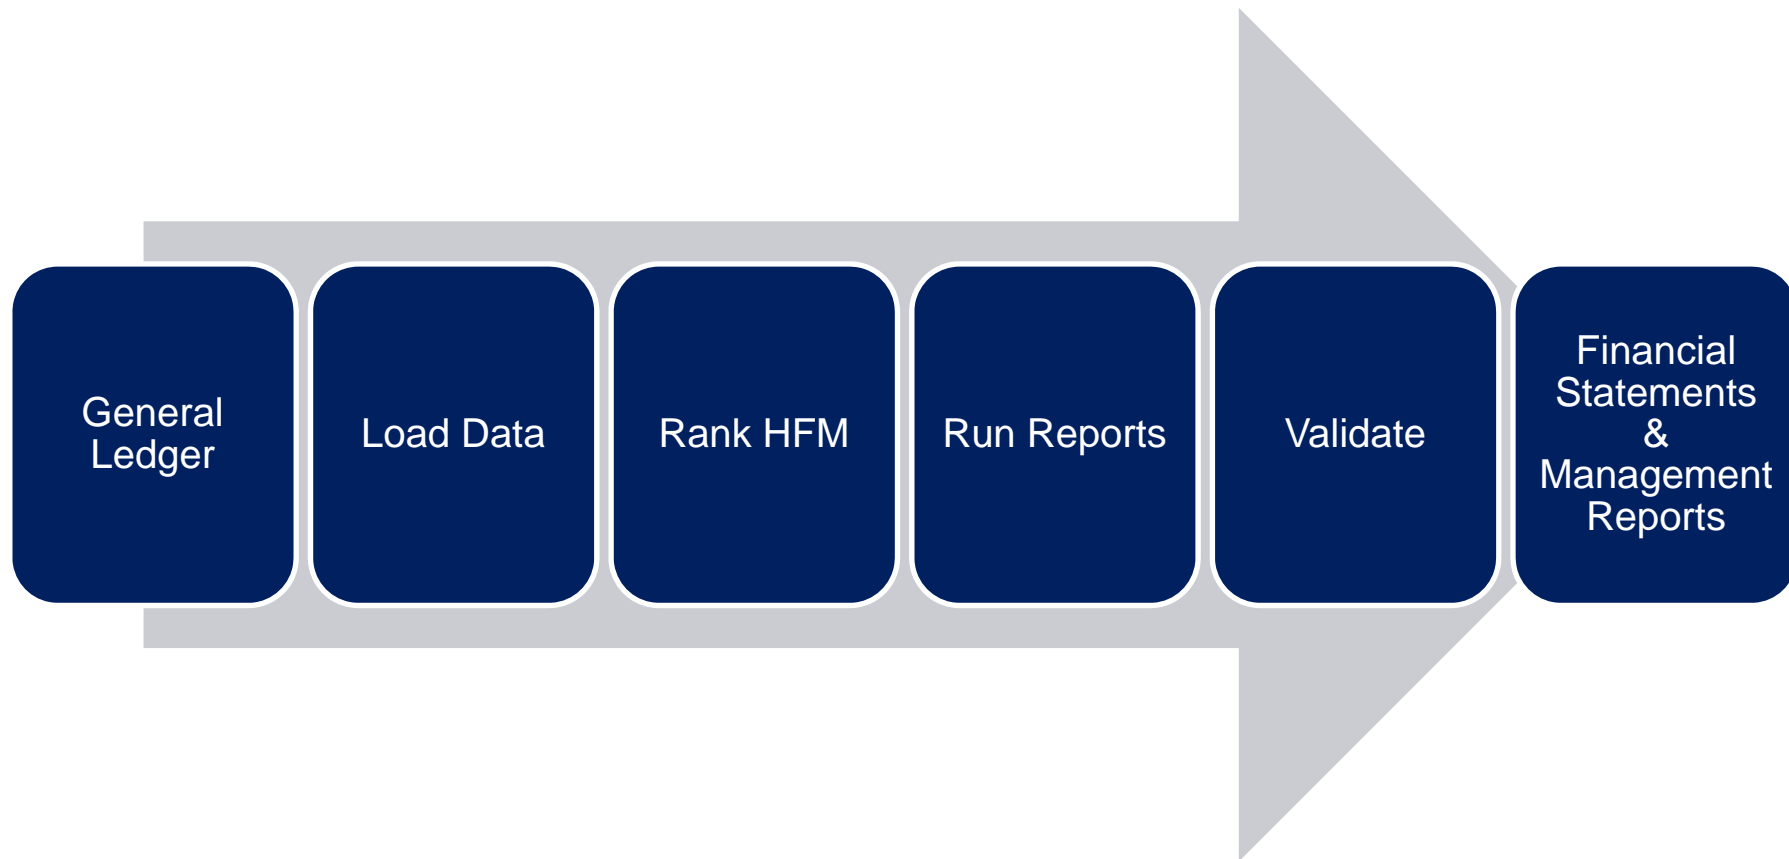 General
Ledger
Load Data
Rank HFM
Run Reports
Validate
Financial
Statements
&
Management
Reports